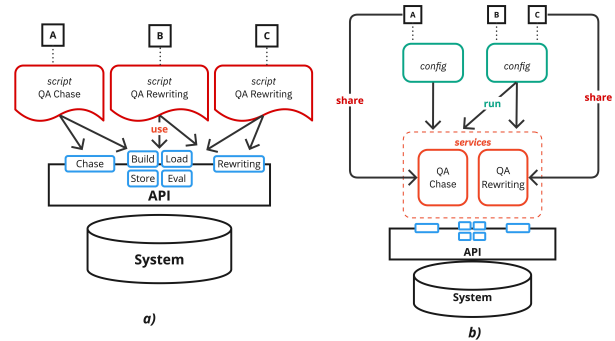 A
B
C
script
QA Chase
script
QA Rewriting
script
QA Rewriting
use
Chase
Build
Load
Rewriting
Store
Eval
API
System
a)
A
B
C
config
config
share
run
share
services
QA
Chase
QA
Rewriting
API
System
b)